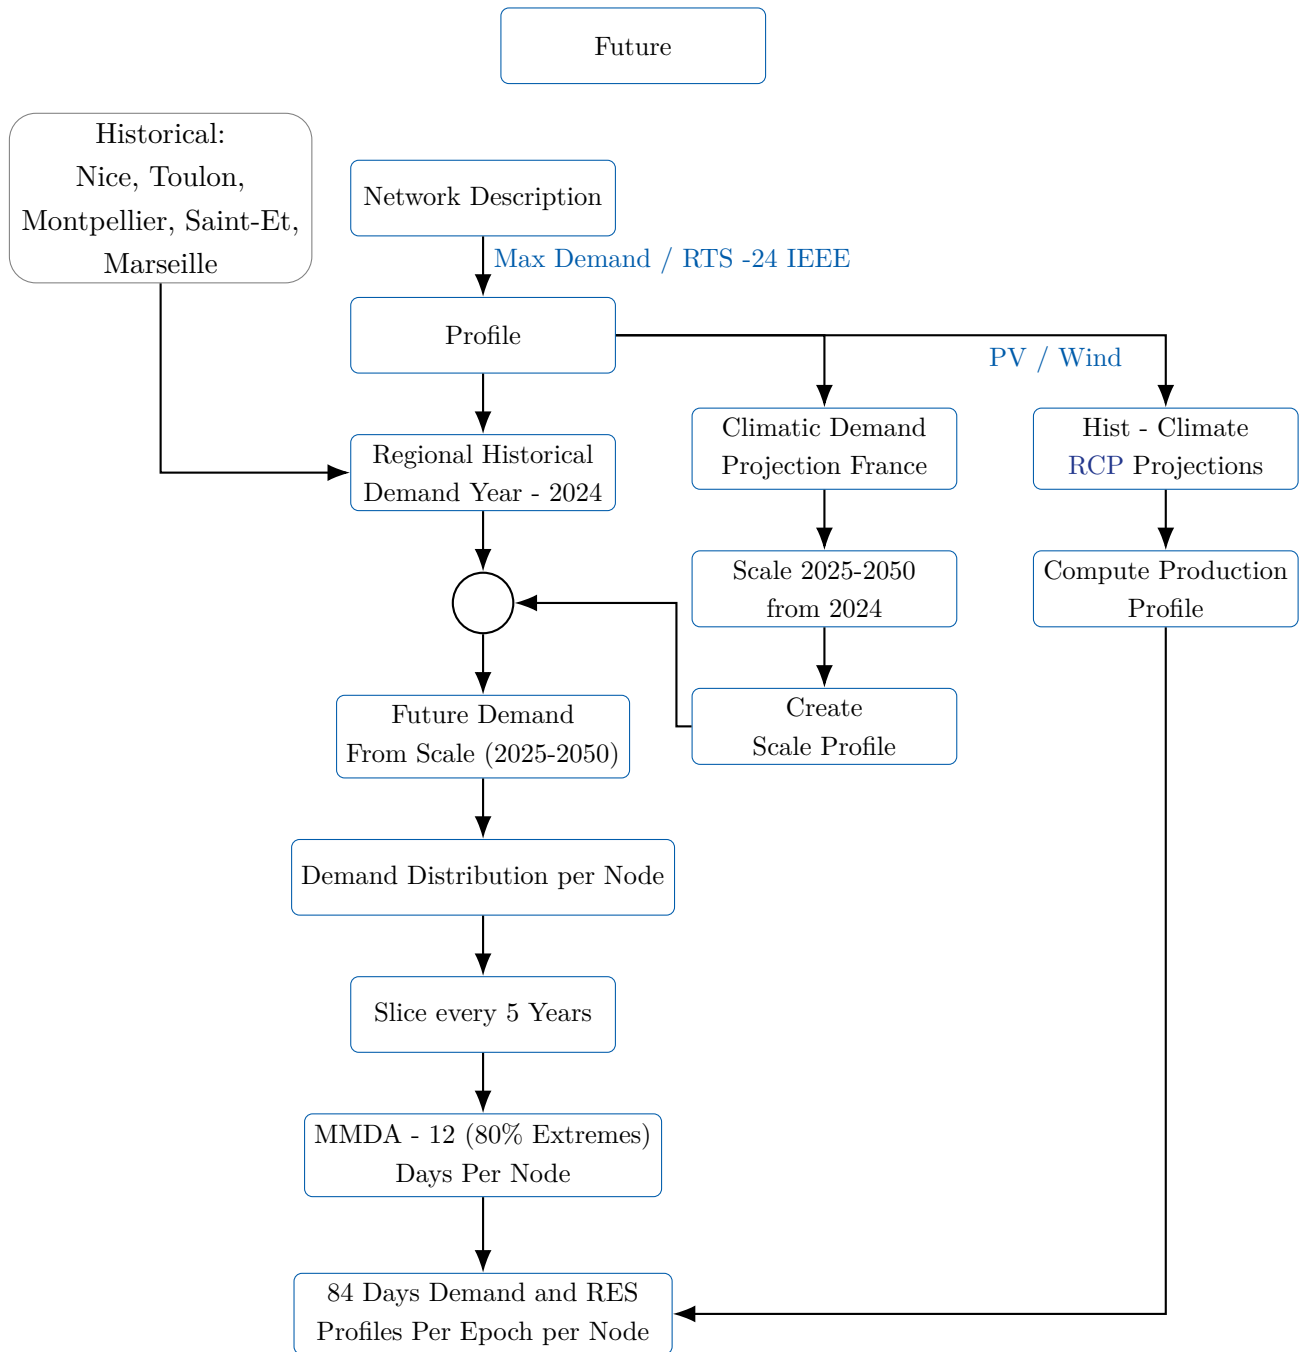 Future
Historical:
Nice, Toulon,
Montpellier, Saint-Et,
Marseille
Network Description
Max Demand / RTS -24 IEEE
Profile
PV / Wind
Regional Historical
Demand Year - 2024
Climatic Demand
Projection France
Hist - Climate
RCP Projections
Scale 2025-2050
from 2024
Compute Production
Profile
Create
Scale Profile
Future Demand
From Scale (2025-2050)
Demand Distribution per Node
Slice every 5 Years
MMDA - 12 (80% Extremes)
Days Per Node
84 Days Demand and RES
Profiles Per Epoch per Node